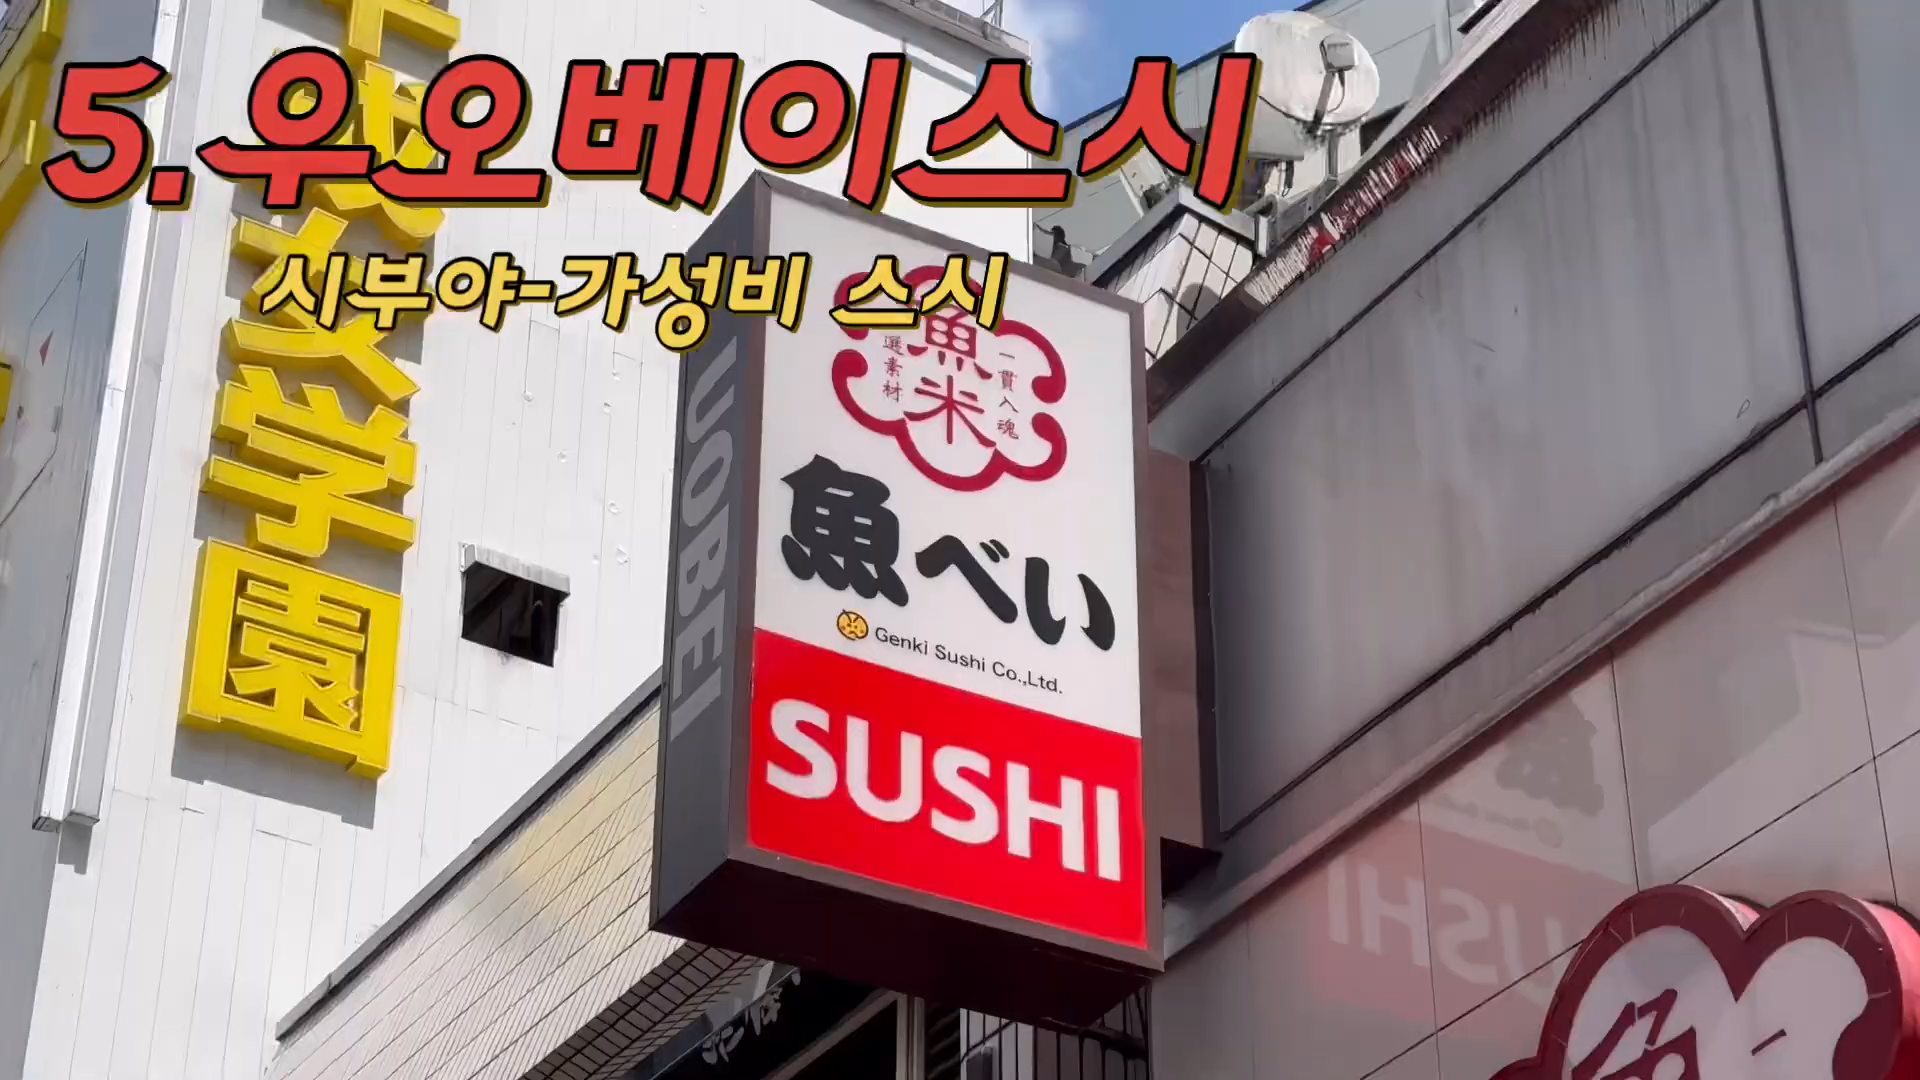 5.우오베이스시
시부야-가성비 스시
文学園
魚米
一貫入魂
選素材
魚べい
Genki Sushi Co.,Ltd.
SUSHI
UOBEI
SUSHI